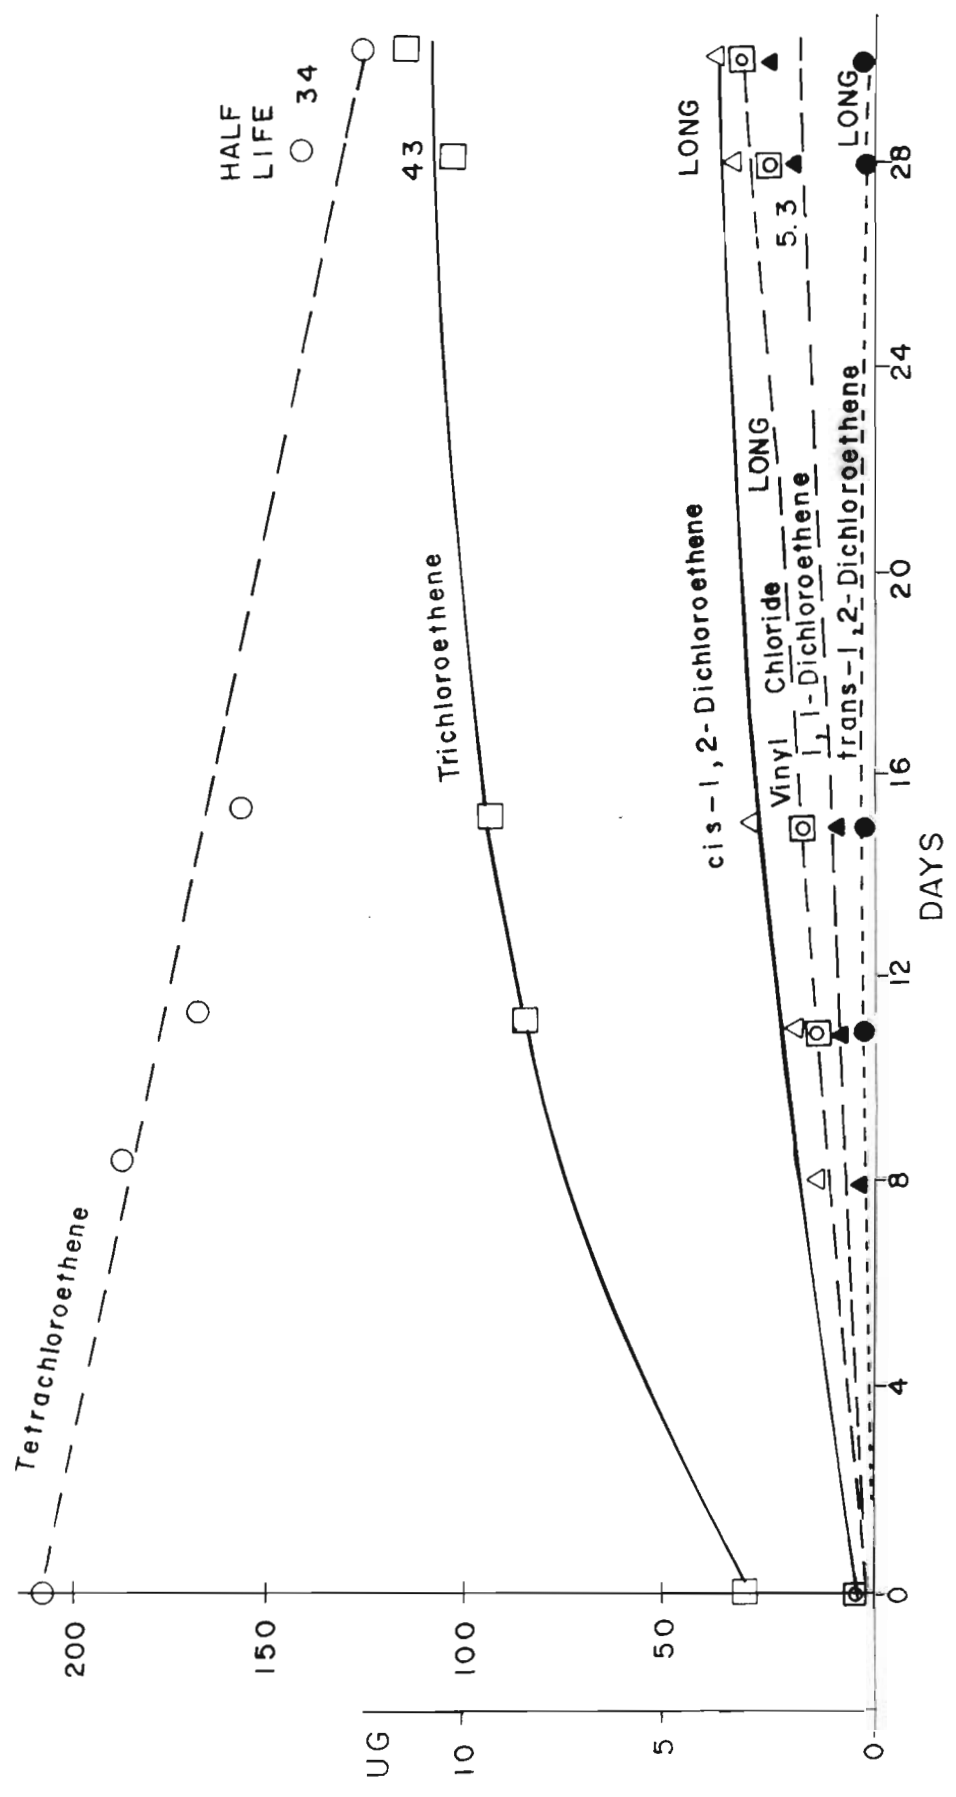 Tetrachloroethene
HALF
LIFE
34
43
Trichloroethene
cis-1,2-Dichloroethene
LONG
Vinyl Chloride
LONG
1,1-Dichloroethene
5.3
trans-1,2-Dichloroethene
LONG
UG
10
5
0
200
150
100
50
0
4
8
12
16
20
24
28
DAYS